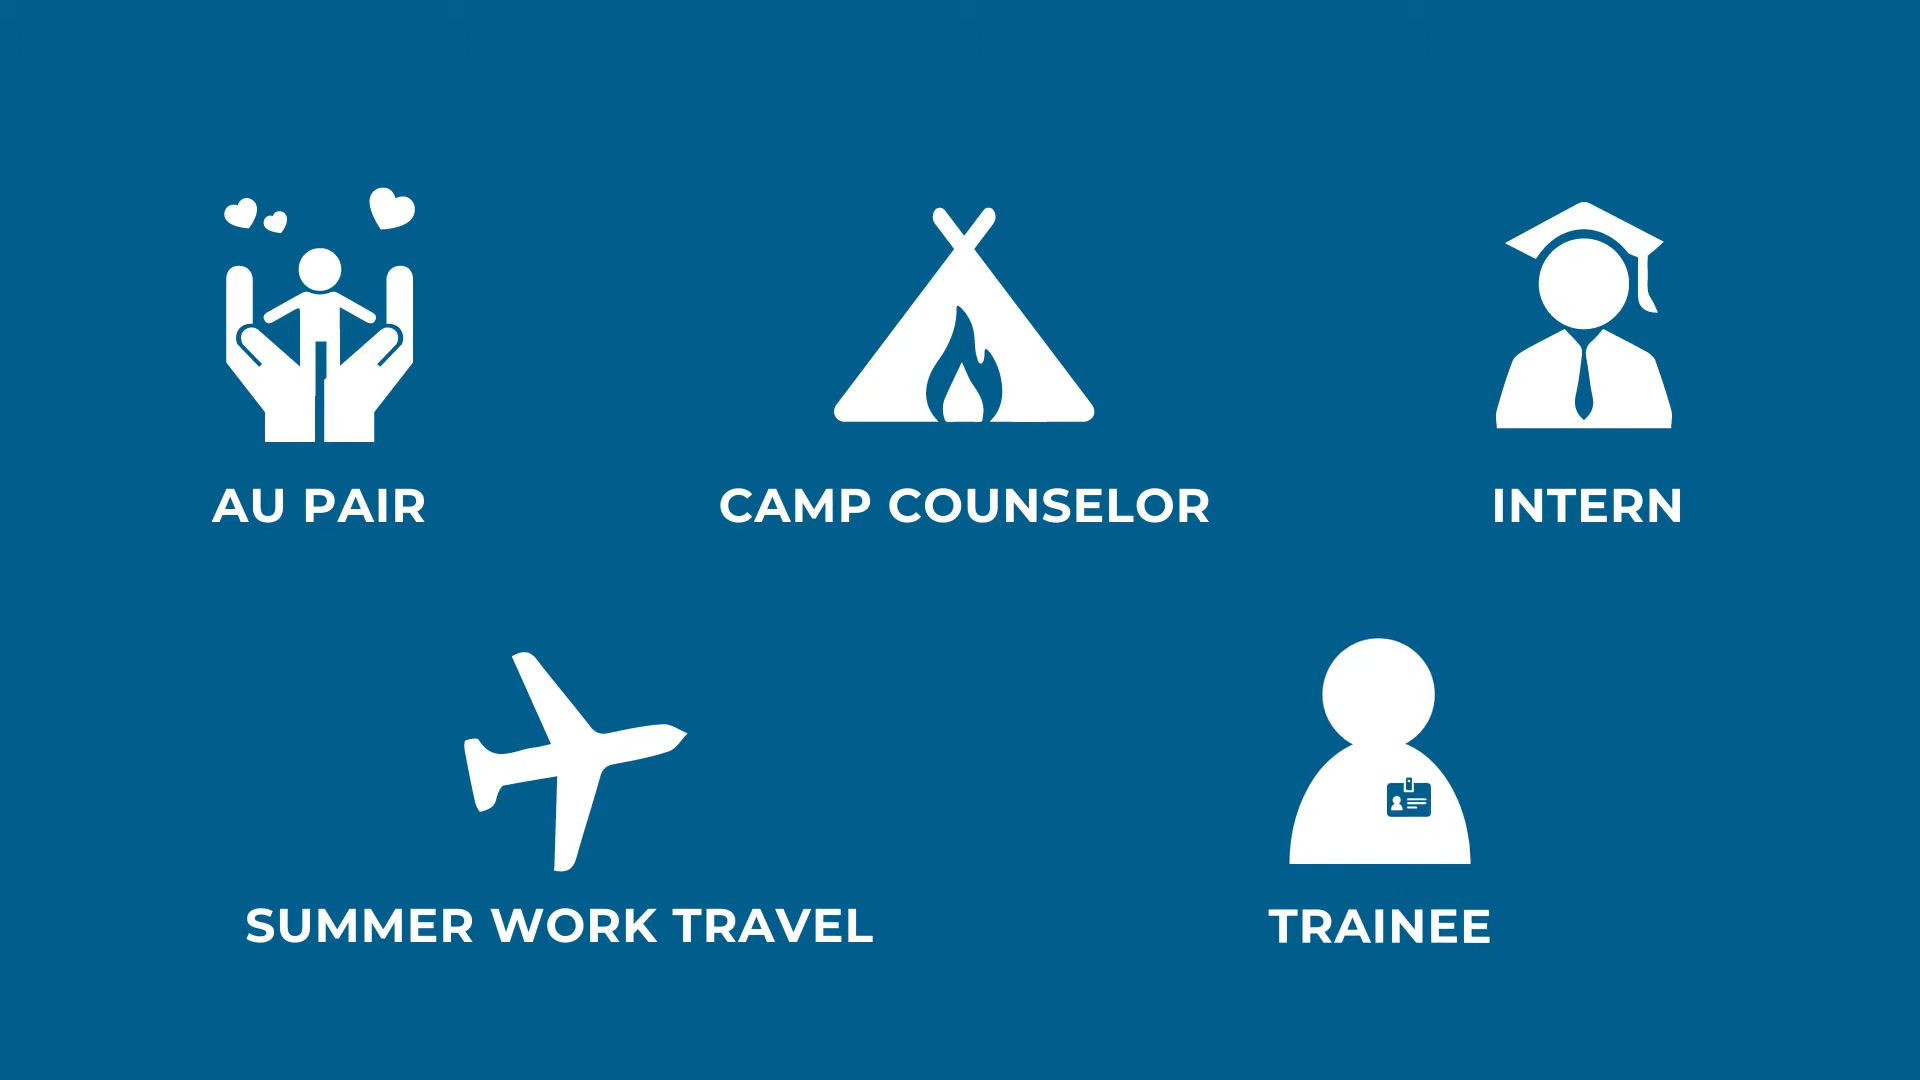 AU PAIR
CAMP COUNSELOR
INTERN
SUMMER WORK TRAVEL
TRAINEE